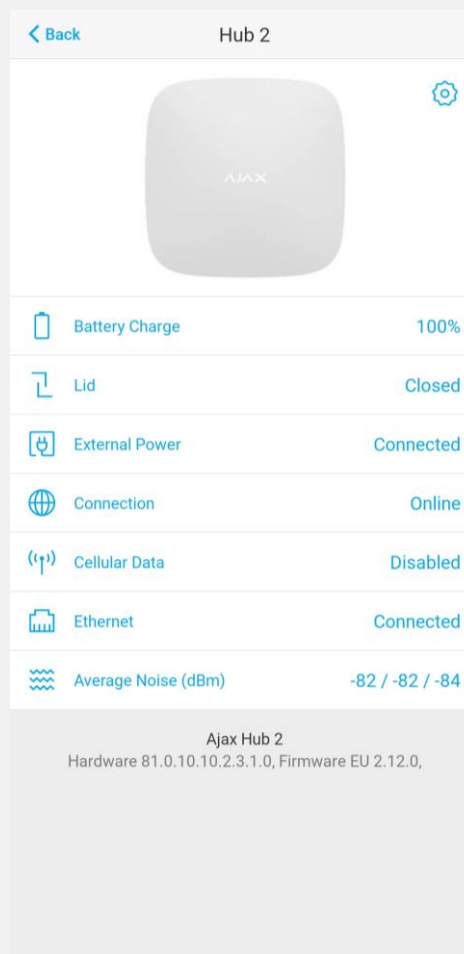 Back Hub 2
AJAX
Battery Charge 100%
Lid Closed
External Power Connected
Connection Online
Cellular Data Disabled
Ethernet Connected
Average Noise (dBm) -82 / -82 / -84
Ajax Hub 2
Hardware 81.0.10.10.2.3.1.0, Firmware EU 2.12.0,